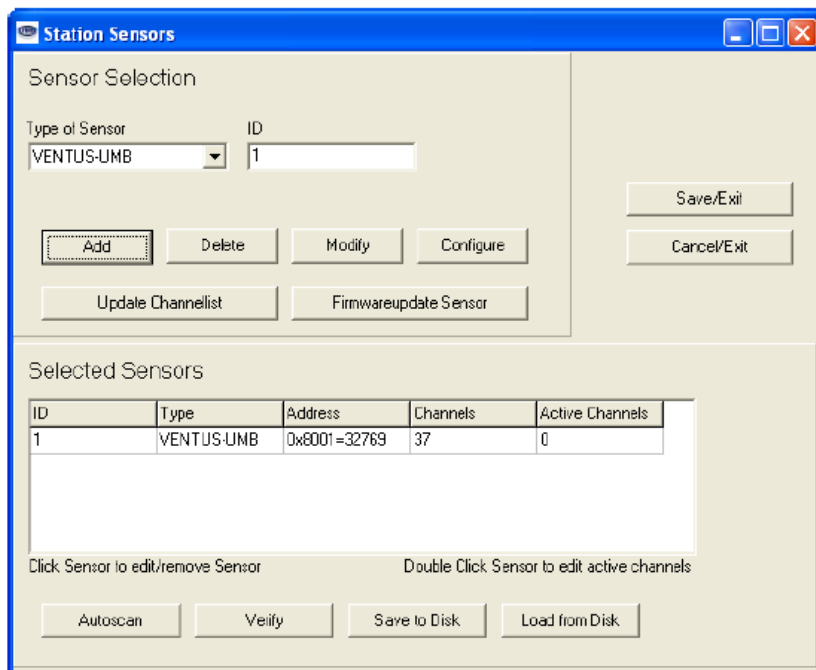 Station Sensors
Sensor Selection
Type of Sensor ID
VENTUS-UMB 1
Save/Exit
Add Delete Modify Configure Cancel/Exit
Update Channellist Firmwareupdate Sensor
Selected Sensors
ID Type Address Channels Active Channels
1 VENTUS-UMB 0x8001=32769 37 0
Click Sensor to edit/remove Sensor Double Click Sensor to edit active channels
Autoscan Verify Save to Disk Load from Disk